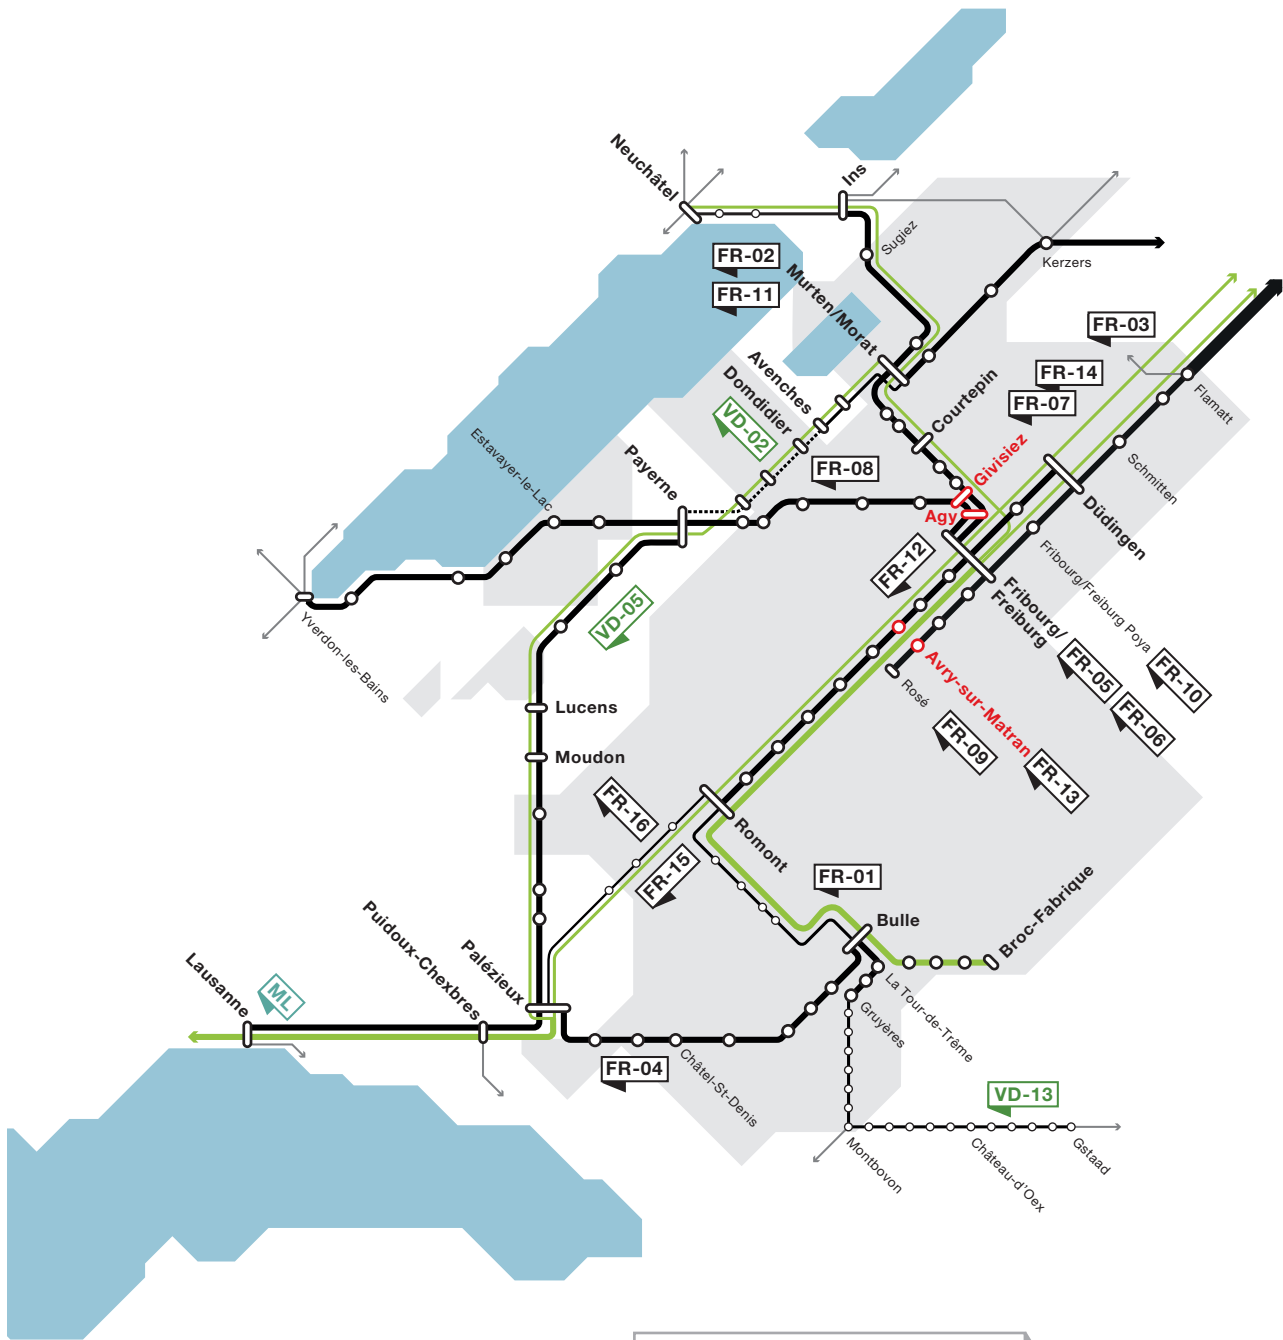 Neuchâtel
Ins
Sugiez
Kerzers
FR-02
FR-11
Murten/Morat
FR-03
FR-14
FR-07
Flamatt
Avenches
Domdidier
VD-02
Courtepin
Schmitten
Estavayer-le-Lac
Payerne
FR-08
Givisiez
Agy
Düdingen
FR-12
Fribourg/Freiburg Poya
Fribourg/
Freiburg
VD-05
Yverdon-les-Bains
Rosé
Avry-sur-Matran
FR-05
FR-10
FR-06
FR-09
FR-13
Lucens
Moudon
FR-16
Romont
FR-15
FR-01
Bulle
Broc-Fabrique
Puidoux-Chexbres
Palézieux
Lausanne
ML
La Tour-de-Trême
Gruyères
Châtel-St-Denis
FR-04
VD-13
Montbovon
Château-d'Oex
Gstaad